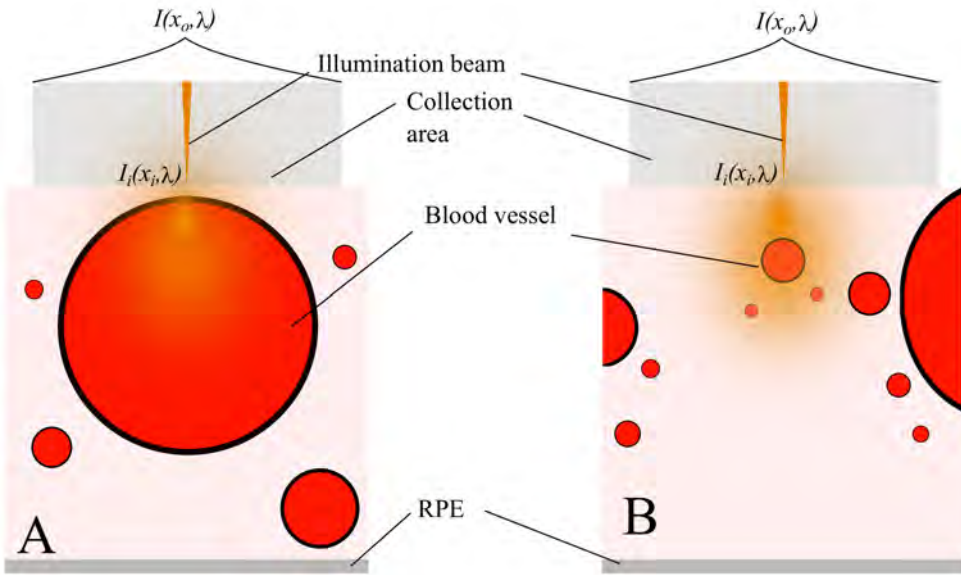 I(xₒ,λ)
I(xₒ,λ)
Illumination beam
Collection
area
Iᵢ(xᵢ,λ)
Iᵢ(xᵢ,λ)
Blood vessel
RPE
A
B